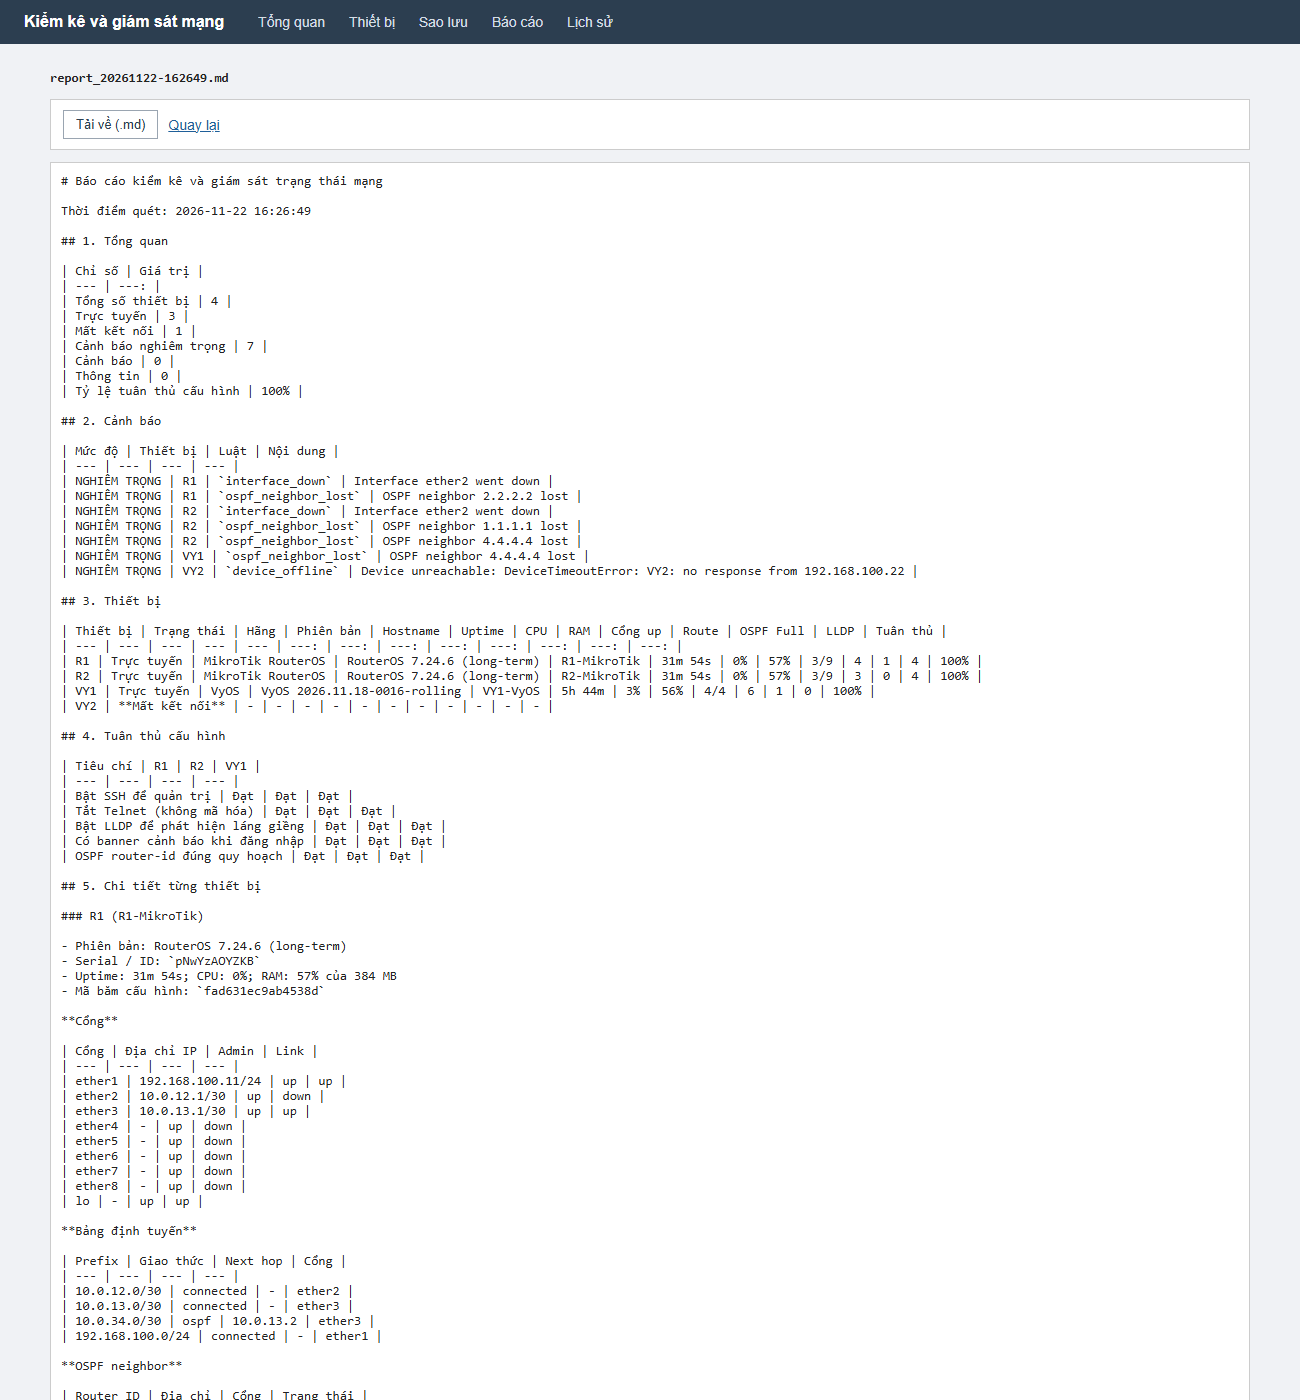 Kiểm kê và giám sát mạng Tổng quan Thiết bị Sao lưu Báo cáo Lịch sử
report_20261122-162649.md
Tải về (.md) Quay lại
# Báo cáo kiểm kê và giám sát trạng thái mạng
Thời điểm quét: 2026-11-22 16:26:49
## 1. Tổng quan
| Chỉ số | Giá trị |
| --- | ---: |
| Tổng số thiết bị | 4 |
| Trực tuyến | 3 |
| Mất kết nối | 1 |
| Cảnh báo nghiêm trọng | 7 |
| Cảnh báo | 0 |
| Thông tin | 0 |
| Tỷ lệ tuân thủ cấu hình | 100% |
## 2. Cảnh báo
| Mức độ | Thiết bị | Luật | Nội dung |
| --- | --- | --- | --- |
| NGHIÊM TRỌNG | R1 | `interface_down` | Interface ether2 went down |
| NGHIÊM TRỌNG | R1 | `ospf_neighbor_lost` | OSPF neighbor 2.2.2.2 lost |
| NGHIÊM TRỌNG | R2 | `interface_down` | Interface ether2 went down |
| NGHIÊM TRỌNG | R2 | `ospf_neighbor_lost` | OSPF neighbor 1.1.1.1 lost |
| NGHIÊM TRỌNG | R2 | `ospf_neighbor_lost` | OSPF neighbor 4.4.4.4 lost |
| NGHIÊM TRỌNG | VY1 | `ospf_neighbor_lost` | OSPF neighbor 4.4.4.4 lost |
| NGHIÊM TRỌNG | VY2 | `device_offline` | Device unreachable: DeviceTimeoutError: VY2: no response from 192.168.100.22 |
## 3. Thiết bị
| Thiết bị | Trạng thái | Hãng | Phiên bản | Hostname | Uptime | CPU | RAM | Cổng up | Route | OSPF Full | LLDP | Tuân thủ |
| --- | --- | --- | --- | --- | ---: | ---: | ---: | ---: | ---: | ---: | ---: | ---: |
| R1 | Trực tuyến | MikroTik RouterOS | RouterOS 7.24.6 (long-term) | R1-MikroTik | 31m 54s | 0% | 57% | 3/9 | 4 | 1 | 4 | 100% |
| R2 | Trực tuyến | MikroTik RouterOS | RouterOS 7.24.6 (long-term) | R2-MikroTik | 31m 54s | 0% | 57% | 3/9 | 3 | 0 | 4 | 100% |
| VY1 | Trực tuyến | VyOS | VyOS 2026.11.18-0016-rolling | VY1-VyOS | 5h 44m | 3% | 56% | 4/4 | 6 | 1 | 0 | 100% |
| VY2 | **Mất kết nối** | - | - | - | - | - | - | - | - | - | - | - |
## 4. Tuân thủ cấu hình
| Tiêu chí | R1 | R2 | VY1 |
| --- | --- | --- | --- |
| Bật SSH để quản trị | Đạt | Đạt | Đạt |
| Tắt Telnet (không mã hóa) | Đạt | Đạt | Đạt |
| Bật LLDP để phát hiện láng giềng | Đạt | Đạt | Đạt |
| Có banner cảnh báo khi đăng nhập | Đạt | Đạt | Đạt |
| OSPF router-id đúng quy hoạch | Đạt | Đạt | Đạt |
## 5. Chi tiết từng thiết bị
### R1 (R1-MikroTik)
- Phiên bản: RouterOS 7.24.6 (long-term)
- Serial / ID: `pNwYzAOYZKB`
- Uptime: 31m 54s; CPU: 0%; RAM: 57% của 384 MB
- Mã băm cấu hình: `fad631ec9ab4538d`
**Cổng**
| Cổng | Địa chỉ IP | Admin | Link |
| --- | --- | --- | --- |
| ether1 | 192.168.100.11/24 | up | up |
| ether2 | 10.0.12.1/30 | up | down |
| ether3 | 10.0.13.1/30 | up | up |
| ether4 | - | up | down |
| ether5 | - | up | down |
| ether6 | - | up | down |
| ether7 | - | up | down |
| ether8 | - | up | down |
| lo | - | up | up |
**Bảng định tuyến**
| Prefix | Giao thức | Next hop | Cổng |
| --- | --- | --- | --- |
| 10.0.12.0/30 | connected | - | ether2 |
| 10.0.13.0/30 | connected | - | ether3 |
| 10.0.34.0/30 | ospf | 10.0.13.2 | ether3 |
| 192.168.100.0/24 | connected | - | ether1 |
**OSPF neighbor**
| Router ID | Địa chỉ | Cổng | Trạng thái |